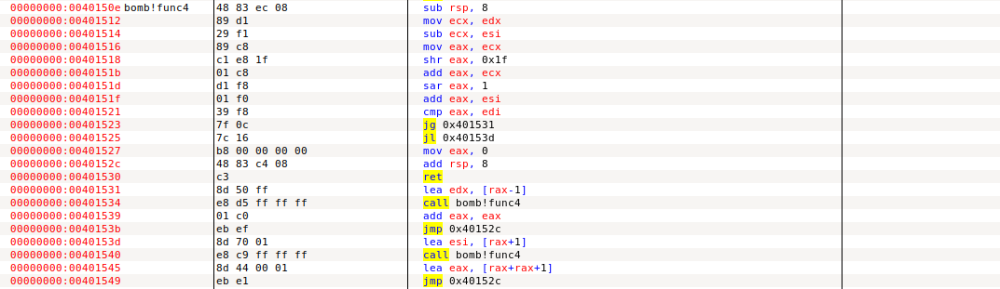 00000000:0040150e bomb!func4 48 83 ec 08 sub rsp, 8
00000000:00401512 89 d1 mov ecx, edx
00000000:00401514 29 f1 sub ecx, esi
00000000:00401516 89 c8 mov eax, ecx
00000000:00401518 c1 e8 1f shr eax, 0x1f
00000000:0040151b 01 c8 add eax, ecx
00000000:0040151d d1 f8 sar eax, 1
00000000:0040151f 01 f0 add eax, esi
00000000:00401521 39 f8 cmp eax, edi
00000000:00401523 7f 0c jg 0x401531
00000000:00401525 7c 16 jl 0x40153d
00000000:00401527 b8 00 00 00 00 mov eax, 0
00000000:0040152c 48 83 c4 08 add rsp, 8
00000000:00401530 c3 ret
00000000:00401531 8d 50 ff lea edx, [rax-1]
00000000:00401534 e8 d5 ff ff ff call bomb!func4
00000000:00401539 01 c0 add eax, eax
00000000:0040153b eb ef jmp 0x40152c
00000000:0040153d 8d 70 01 lea esi, [rax+1]
00000000:00401540 e8 c9 ff ff ff call bomb!func4
00000000:00401545 8d 44 00 01 lea eax, [rax+rax+1]
00000000:00401549 eb e1 jmp 0x40152c